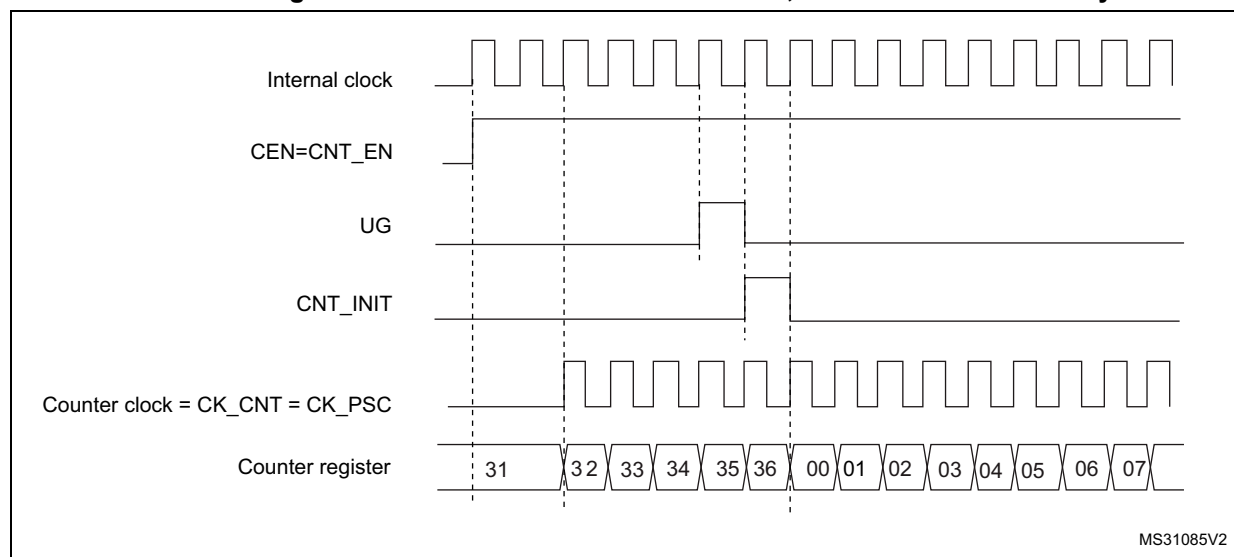 Internal clock
CEN=CNT_EN
UG
CNT_INIT
Counter clock = CK_CNT = CK_PSC
Counter register 31 32 33 34 35 36 00 01 02 03 04 05 06 07
MS31085V2